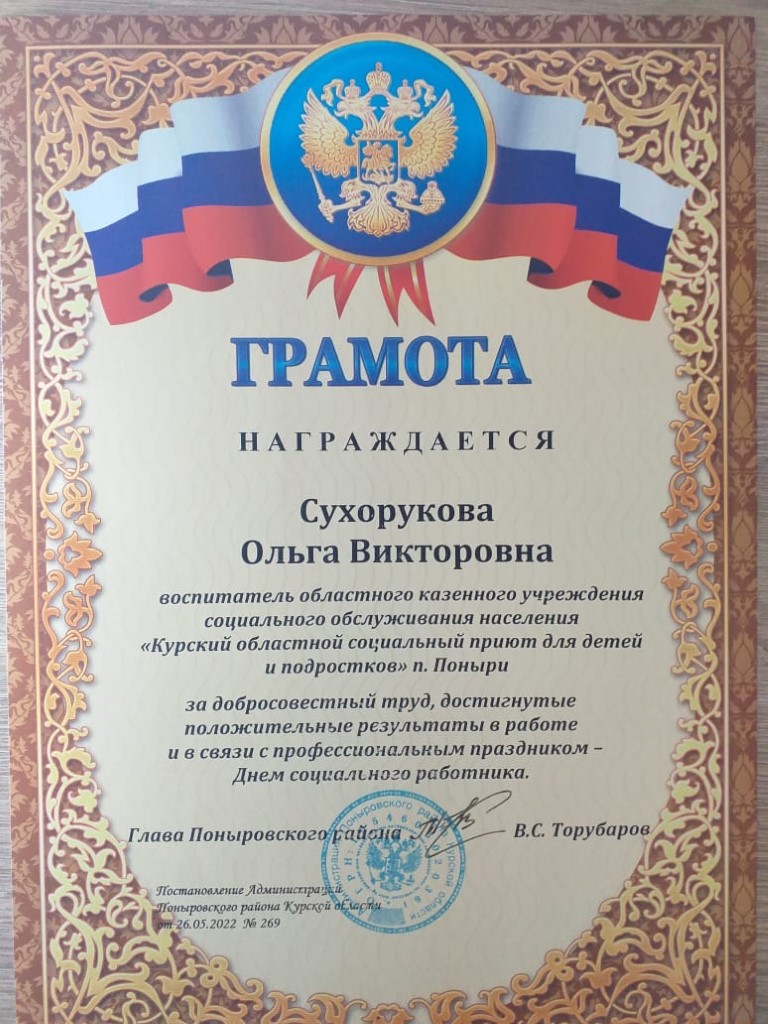 ГРАМОТА
НАГРАЖДАЕТСЯ
Сухорукова
Ольга Викторовна
воспитатель областного казенного учреждения
социального обслуживания населения
«Курский областной социальный приют для детей
и подростков» п. Поныри
за добросовестный труд, достигнутые
положительные результаты в работе
и в связи с профессиональным праздником –
Днем социального работника.
Глава Поныровского района В.С. Торубаров
Постановление Администраций
Поныровского района Курской области
от 26.05.2022 № 269